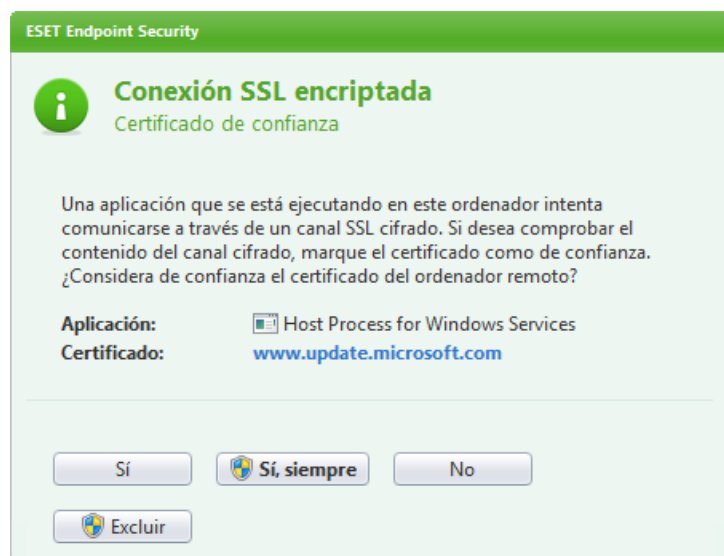 ESET Endpoint Security
Conexión SSL encriptada
Certificado de confianza
Una aplicación que se está ejecutando en este ordenador intenta
comunicarse a través de un canal SSL cifrado. Si desea comprobar el
contenido del canal cifrado, marque el certificado como de confianza.
¿Considera de confianza el certificado del ordenador remoto?
Aplicación: Host Process for Windows Services
Certificado: www.update.microsoft.com
Sí Sí, siempre No
Excluir